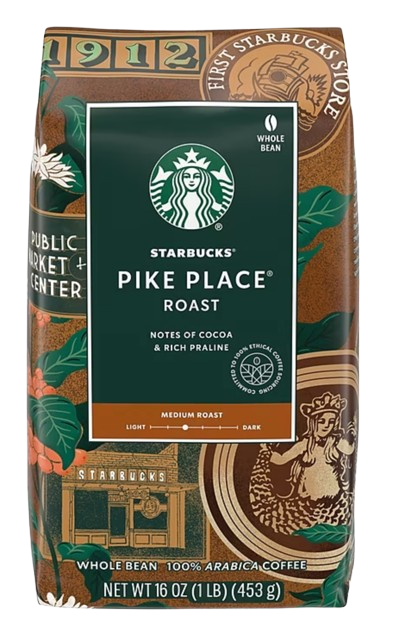 1912
FIRST STARBUCKS STORE
WHOLE
BEAN
PUBLIC
MARKET
CENTER
®
STARBUCKS®
PIKE PLACE®
ROAST
NOTES OF COCOA
& RICH PRALINE
COMMITTED TO 100% ETHICAL COFFEE SOURCING
MEDIUM ROAST
LIGHT DARK
STARBUCKS
WHOLE BEAN 100% ARABICA COFFEE
NET WT 16 OZ (1 LB) (453 g)